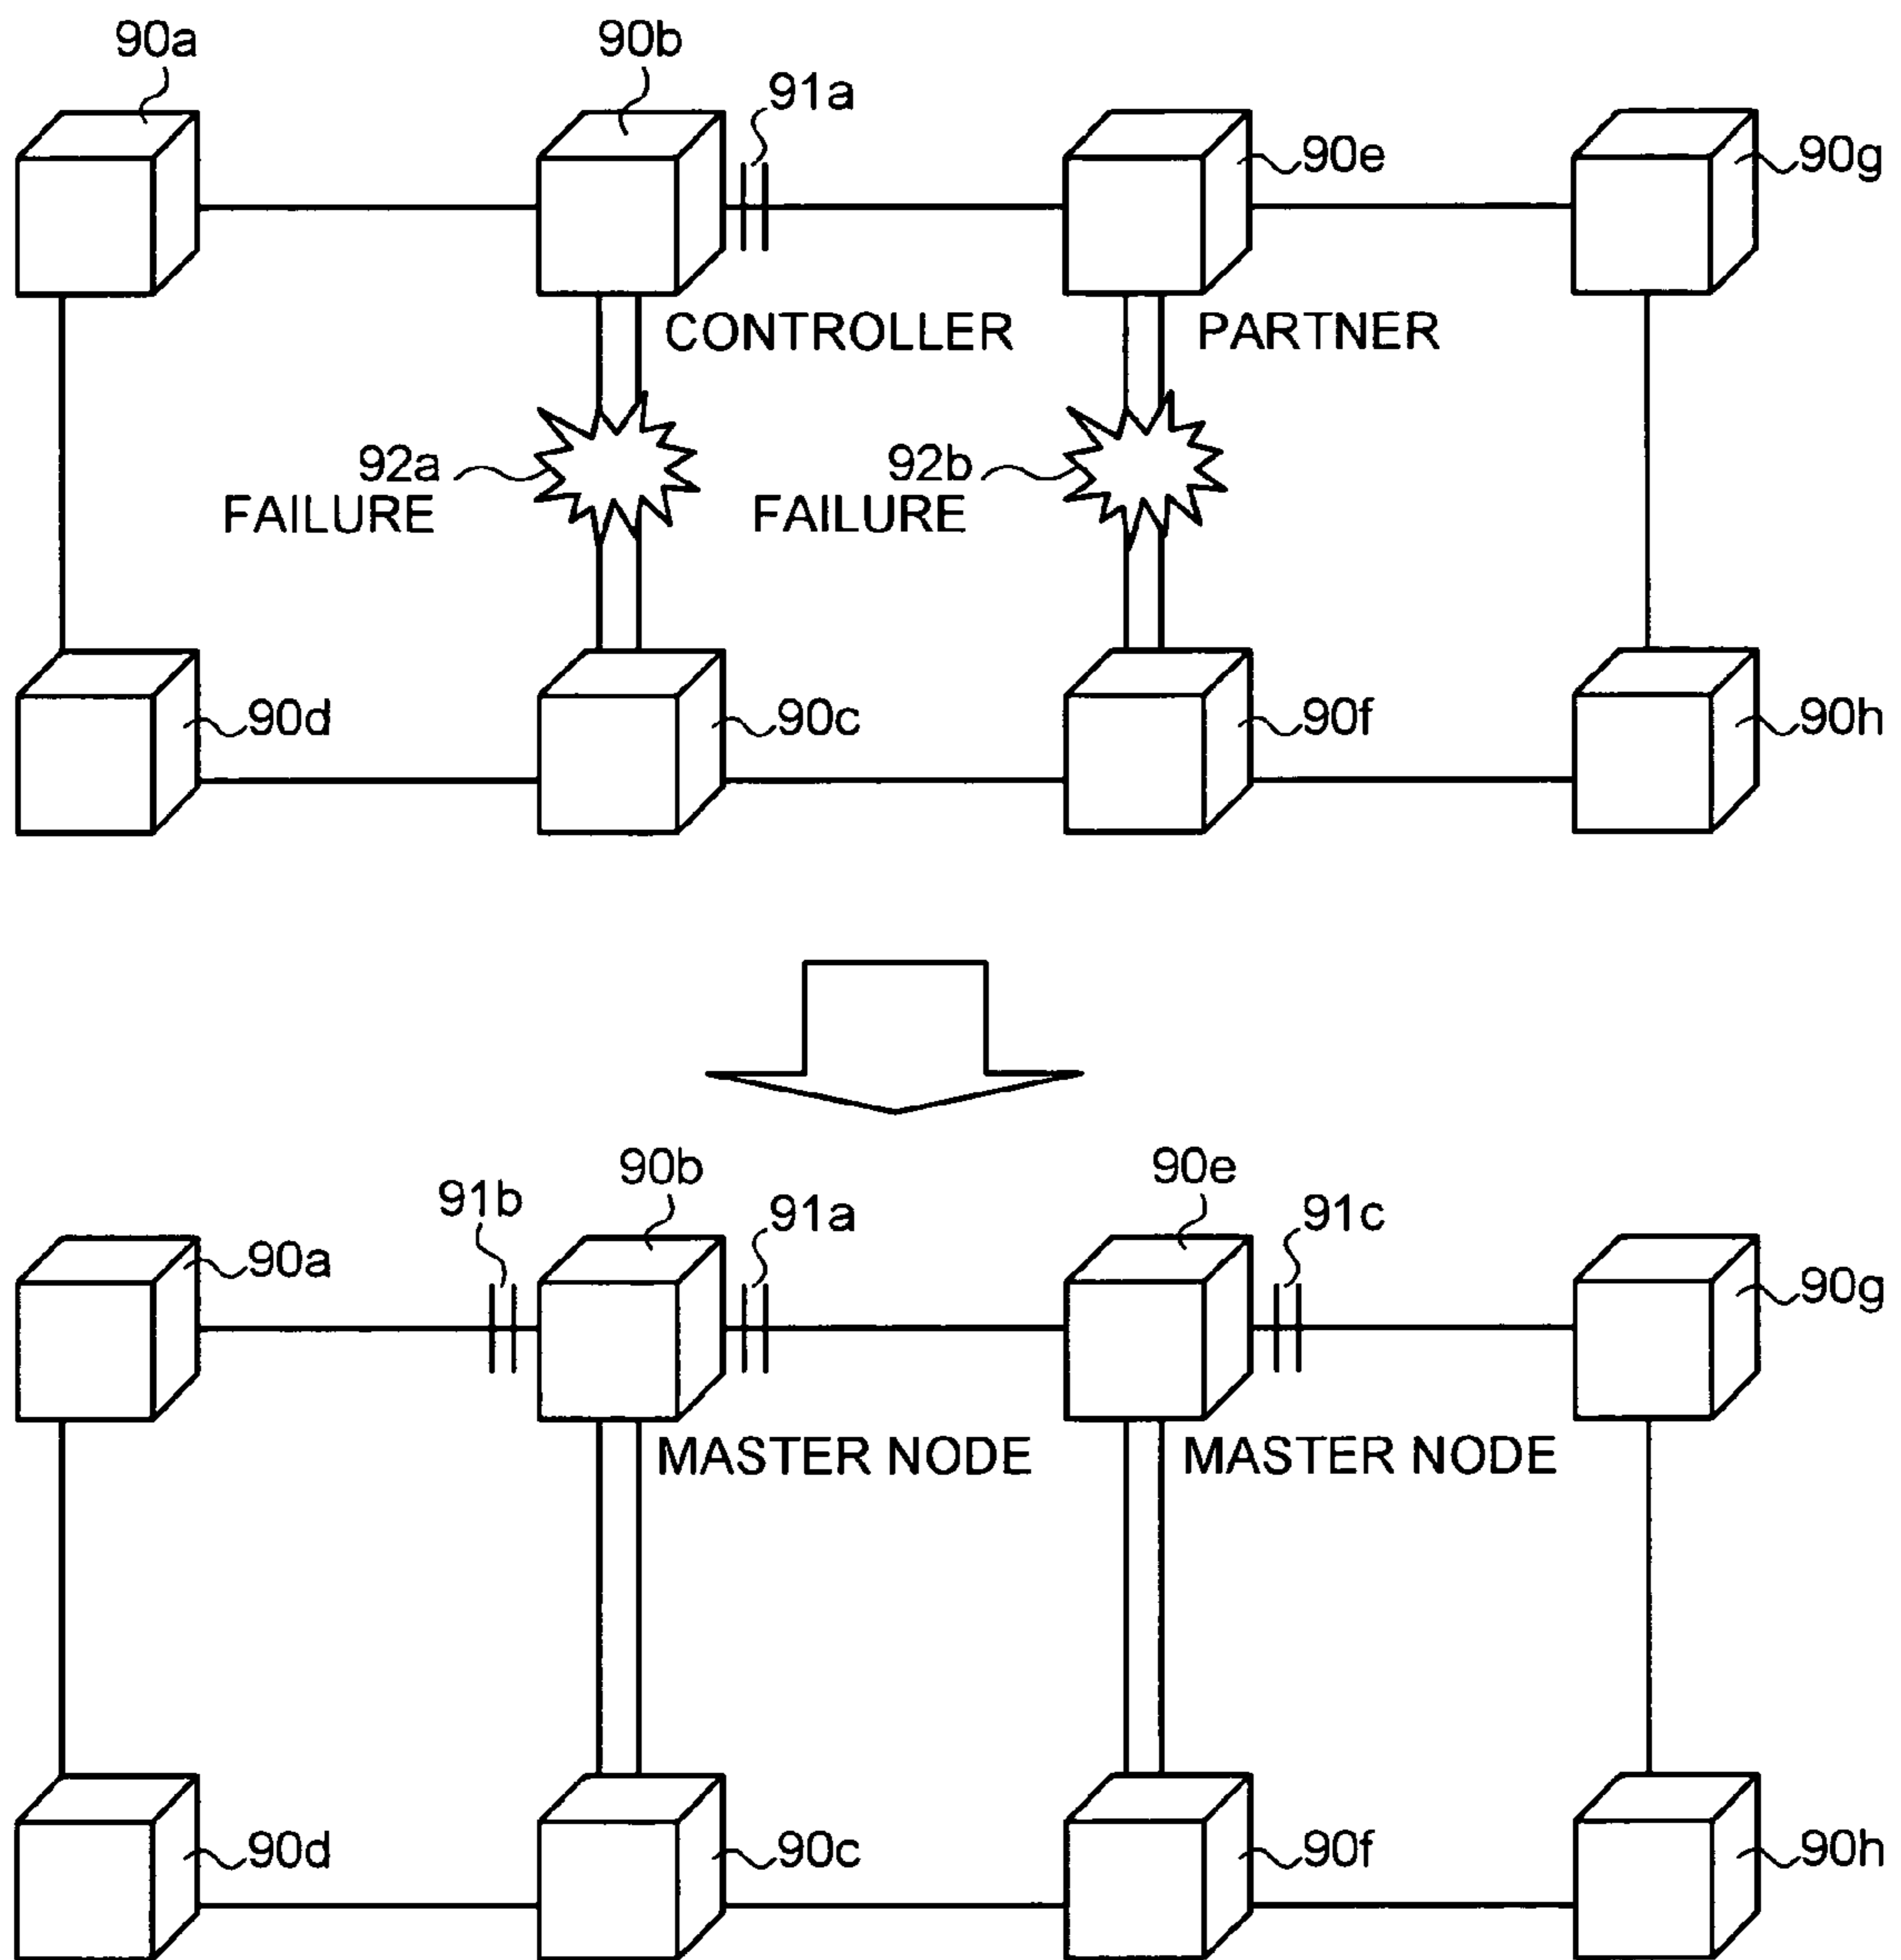 90a
90b
91a
90e
90g
CONTROLLER
PARTNER
92a
FAILURE
92b
FAILURE
90d
90c
90f
90h
90b
90e
91b
91a
91c
90a
90g
MASTER NODE
MASTER NODE
90d
90c
90f
90h